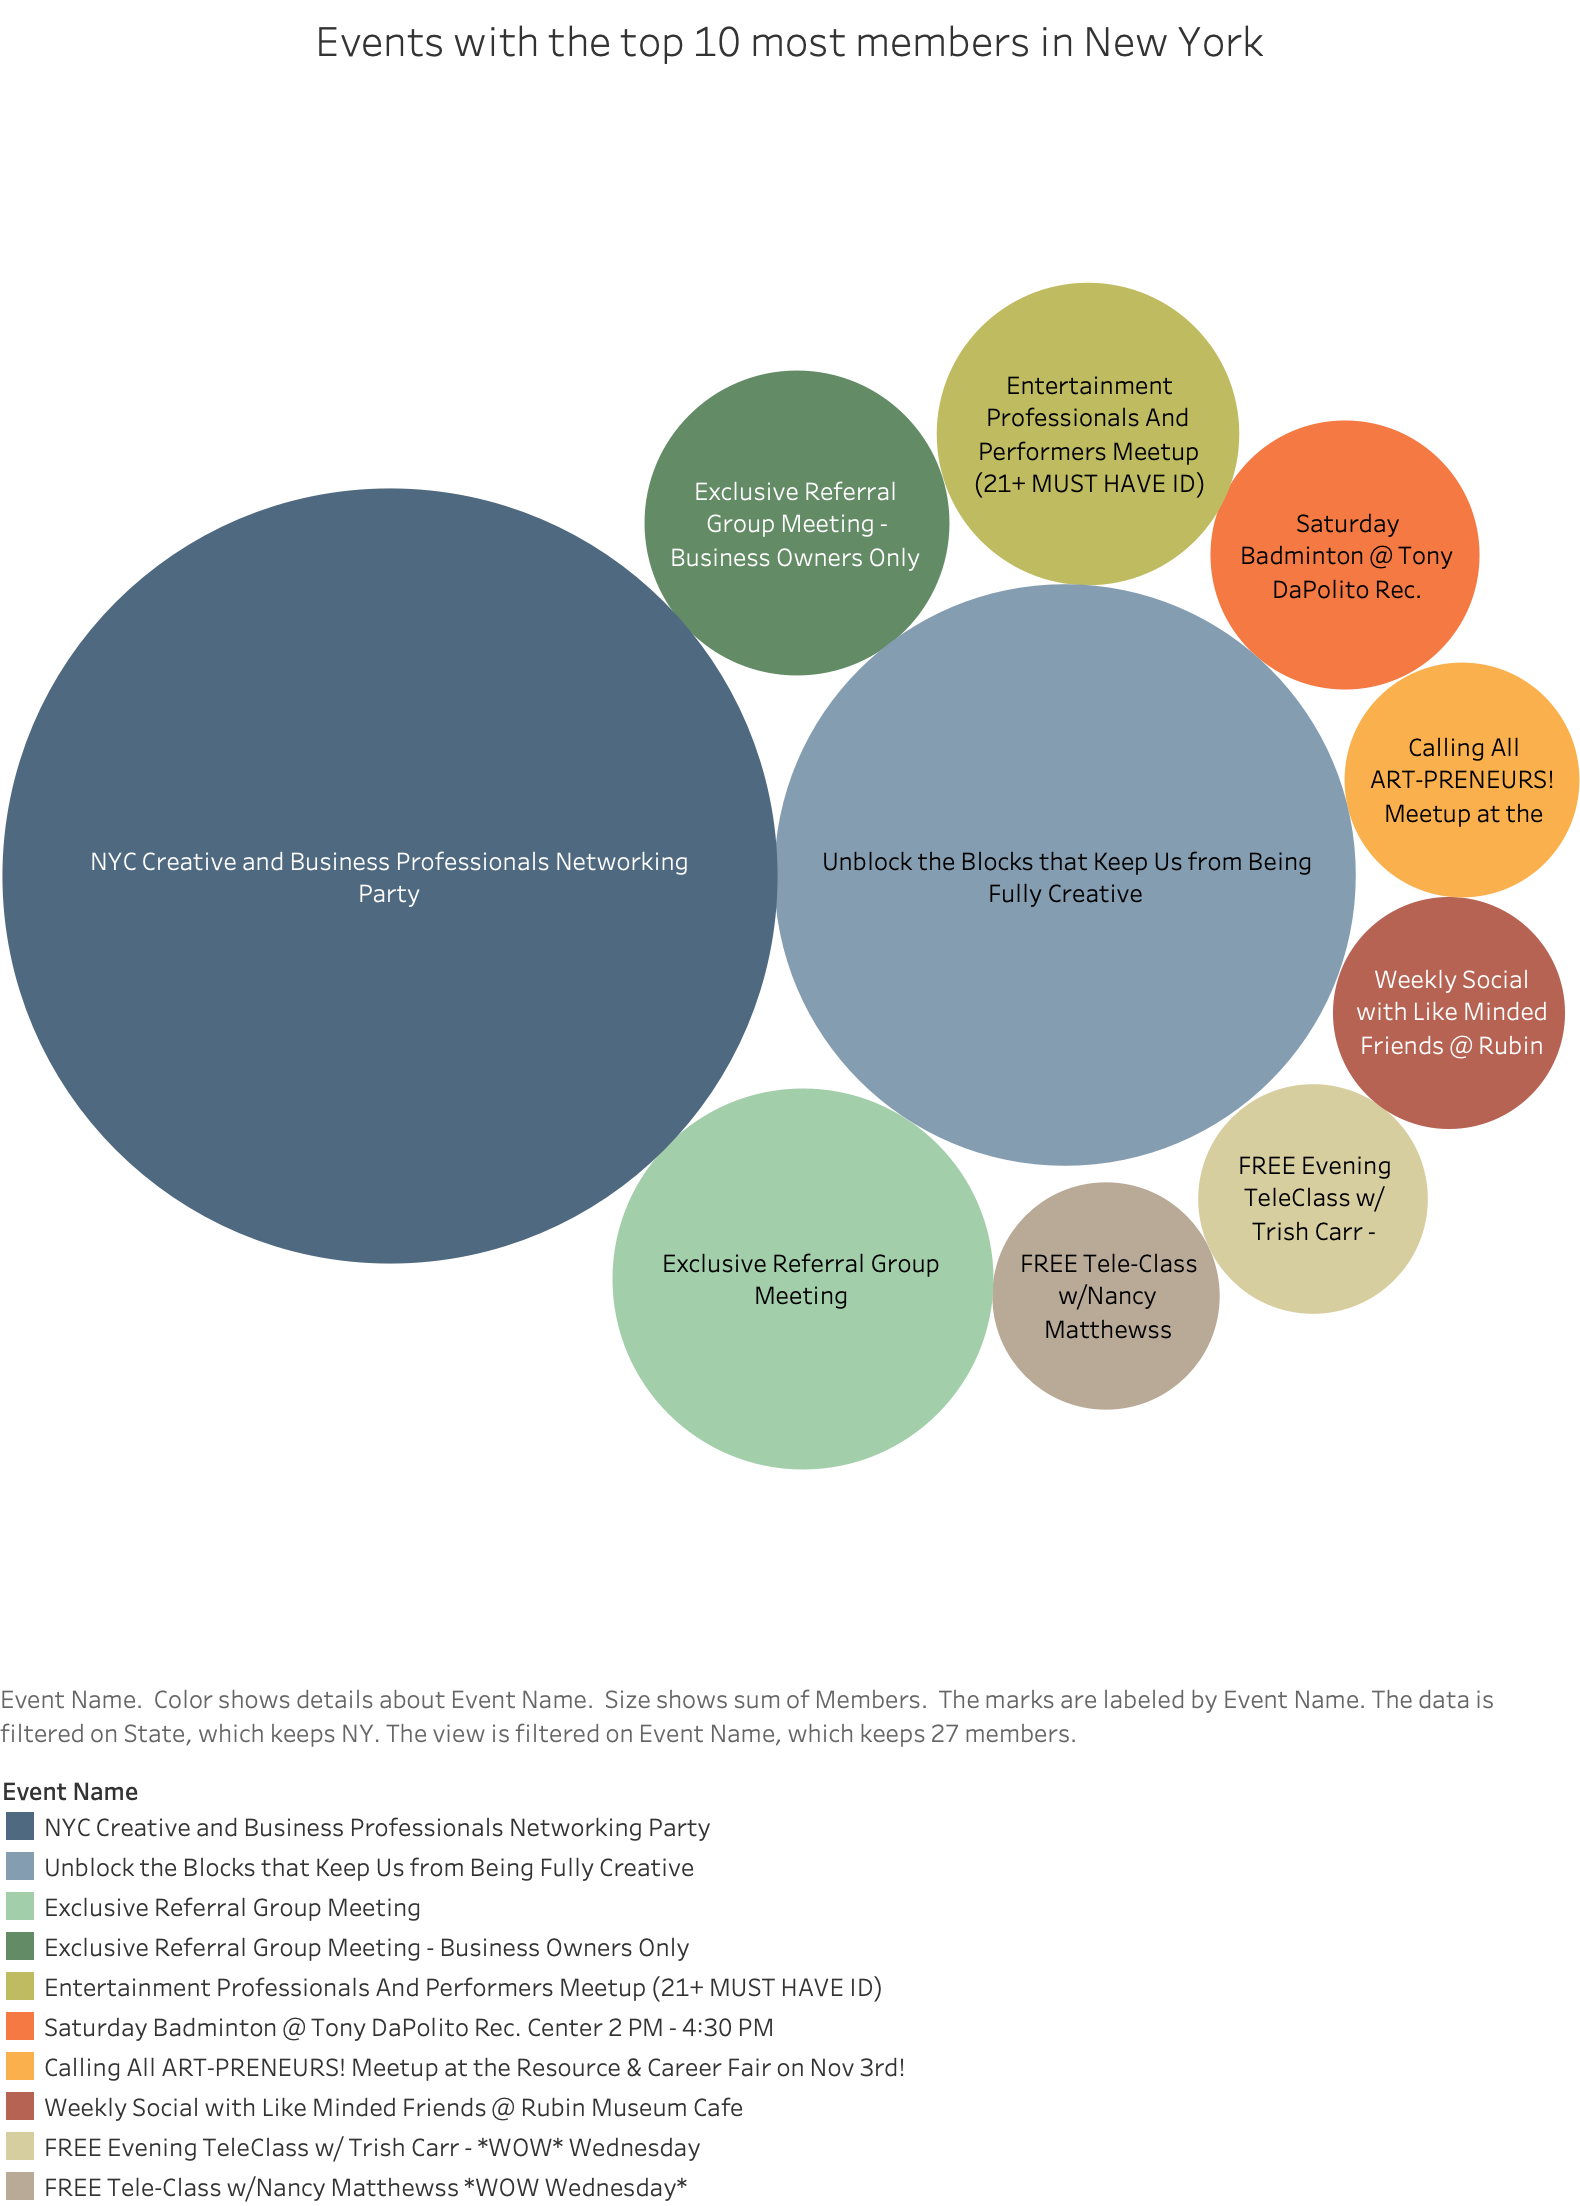 Events with the top 10 most members in New York
Entertainment
Professionals And
Performers Meetup
(21+ MUST HAVE ID)
Exclusive Referral
Group Meeting -
Business Owners Only
Saturday
Badminton @ Tony
DaPolito Rec.
Calling All
ART-PRENEURS!
Meetup at the
NYC Creative and Business Professionals Networking
Party
Unblock the Blocks that Keep Us from Being
Fully Creative
Weekly Social
with Like Minded
Friends @ Rubin
FREE Evening
TeleClass w/
Trish Carr -
Exclusive Referral Group
Meeting
FREE Tele-Class
w/Nancy
Matthewss
Event Name.  Color shows details about Event Name.  Size shows sum of Members.  The marks are labeled by Event Name. The data is
filtered on State, which keeps NY. The view is filtered on Event Name, which keeps 27 members.
Event Name
NYC Creative and Business Professionals Networking Party
Unblock the Blocks that Keep Us from Being Fully Creative
Exclusive Referral Group Meeting
Exclusive Referral Group Meeting - Business Owners Only
Entertainment Professionals And Performers Meetup (21+ MUST HAVE ID)
Saturday Badminton @ Tony DaPolito Rec. Center 2 PM - 4:30 PM
Calling All ART-PRENEURS! Meetup at the Resource & Career Fair on Nov 3rd!
Weekly Social with Like Minded Friends @ Rubin Museum Cafe
FREE Evening TeleClass w/ Trish Carr - *WOW* Wednesday
FREE Tele-Class w/Nancy Matthewss *WOW Wednesday*